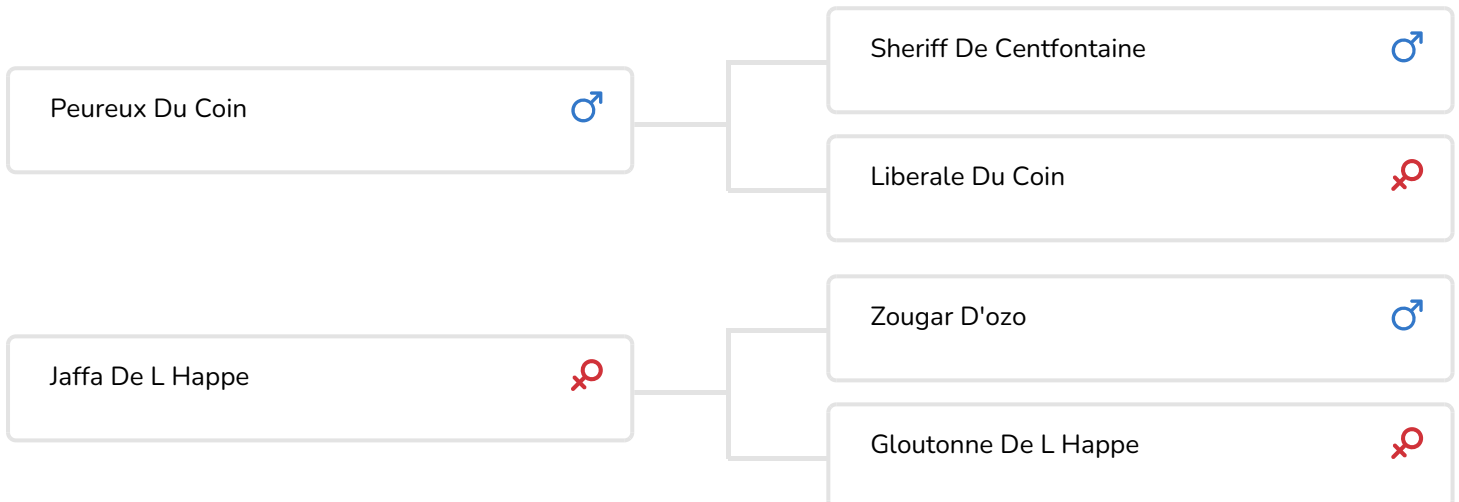 Sheriff De Centfontaine
Peureux Du Coin
Liberale Du Coin
Zougar D'ozo
Jaffa De L Happe
Gloutonne De L Happe